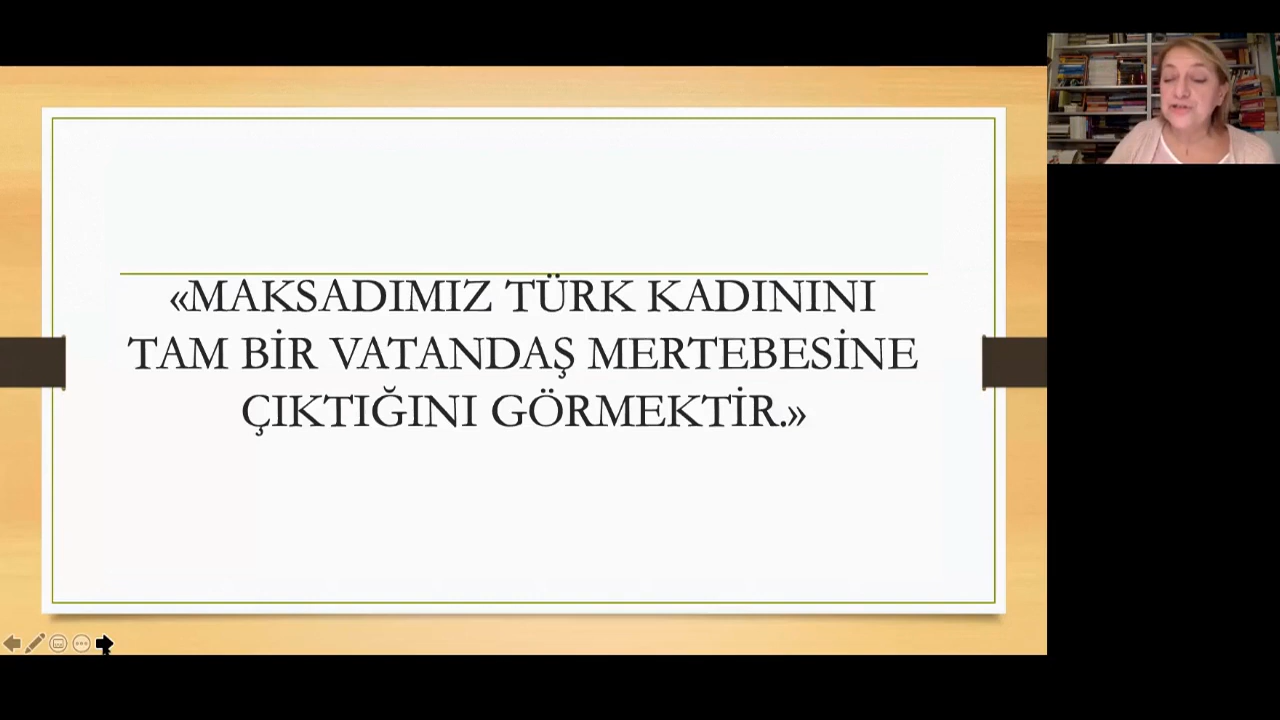 «MAKSADIMIZ TÜRK KADININI
TAM BİR VATANDAŞ MERTEBESİNE
ÇIKTIĞINI GÖRMEKTİR.»